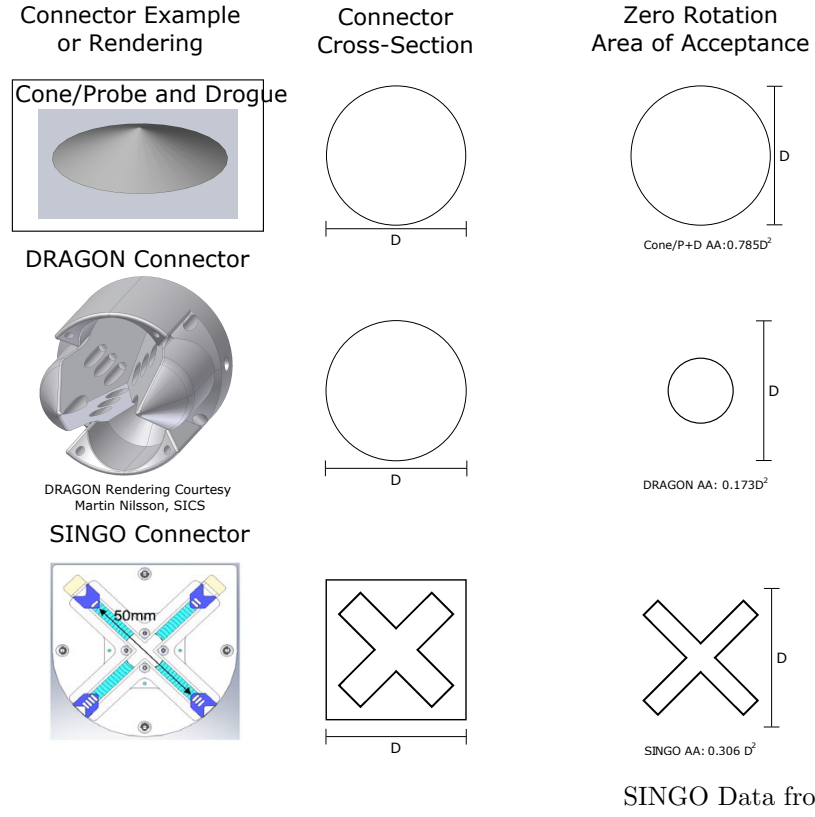 Connector Example
or Rendering
Connector
Cross-Section
Zero Rotation
Area of Acceptance
Cone/Probe and Drogue
D
D
Cone/P+D AA:0.785D²
DRAGON Connector
D
D
DRAGON Rendering Courtesy
Martin Nilsson, SICS
DRAGON AA: 0.173D²
SINGO Connector
50mm
D
D
SINGO AA: 0.306 D²
SINGO Data fro